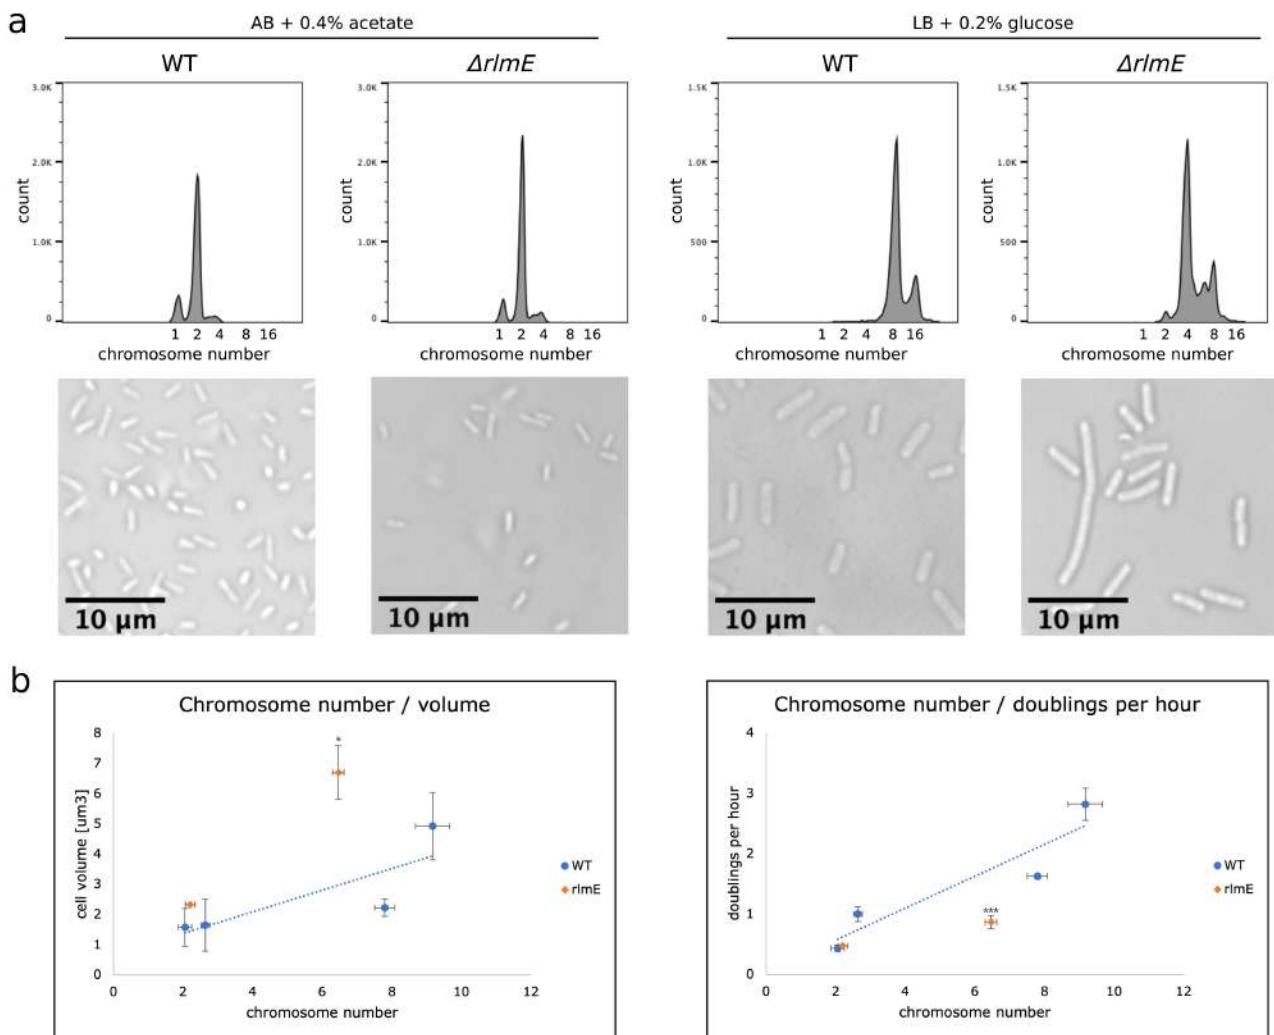 a
AB + 0.4% acetate
LB + 0.2% glucose
WT
ΔrlmE
WT
ΔrlmE
3.0K
2.0K
1.0K
0
count
1 2 4 8 16
chromosome number
3.0K
2.0K
1.0K
0
count
1 2 4 8 16
chromosome number
1.5K
1.0K
500
0
count
1 2 4 8 16
chromosome number
1.5K
1.0K
500
0
count
1 2 4 8 16
chromosome number
10 µm
10 µm
10 µm
10 µm
b
Chromosome number / volume
8
7
6
5
4
3
2
1
0
cell volume [um3]
*
0 2 4 6 8 10 12
chromosome number
WT
rlmE
Chromosome number / doublings per hour
4
3
2
1
0
doublings per hour
***
0 2 4 6 8 10 12
chromosome number
WT
rlmE